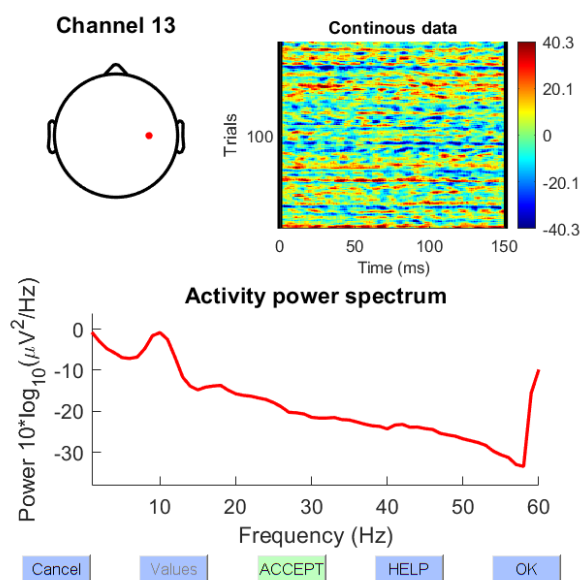 Channel 13
Continous data
Trials
100
40.3
20.1
0
-20.1
-40.3
0 50 100 150
Time (ms)
Activity power spectrum
Power 10*log10(μV2/Hz)
0
-10
-20
-30
10 20 30 40 50 60
Frequency (Hz)
Cancel Values ACCEPT HELP OK